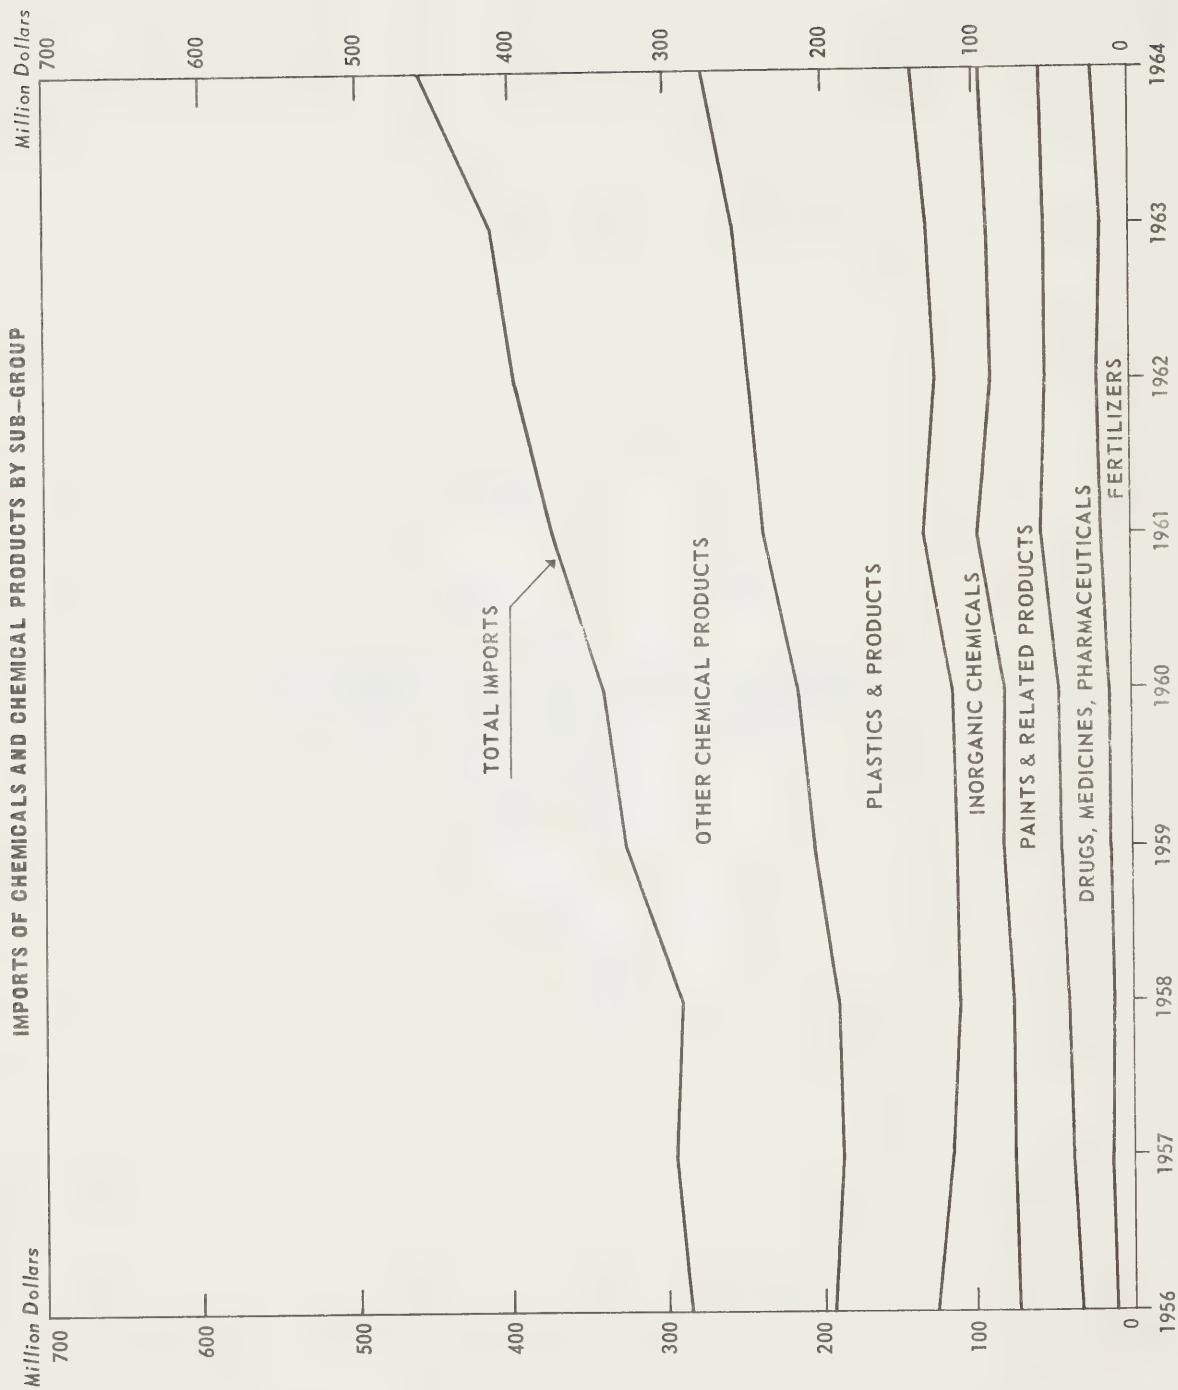 IMPORTS OF CHEMICALS AND CHEMICAL PRODUCTS BY SUB-GROUP
Million Dollars
Million Dollars
700
700
600
600
500
500
400
400
300
300
200
200
100
100
0
0
TOTAL IMPORTS
OTHER CHEMICAL PRODUCTS
PLASTICS & PRODUCTS
INORGANIC CHEMICALS
PAINTS & RELATED PRODUCTS
DRUGS, MEDICINES, PHARMACEUTICALS
FERTILIZERS
1956 1957 1958 1959 1960 1961 1962 1963 1964